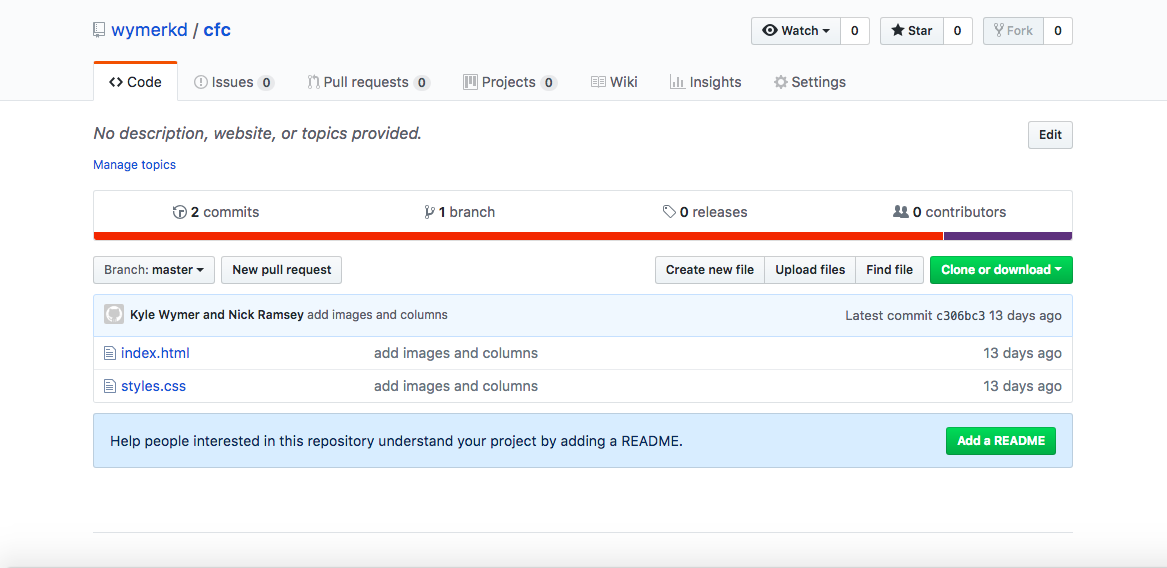 wymerkd / cfc
Watch 0 Star 0 Fork 0
Code Issues 0 Pull requests 0 Projects 0 Wiki Insights Settings
No description, website, or topics provided. Edit
Manage topics
2 commits 1 branch 0 releases 0 contributors
Branch: master New pull request Create new file Upload files Find file Clone or download
Kyle Wymer and Nick Ramsey add images and columns Latest commit c306bc3 13 days ago
index.html add images and columns 13 days ago
styles.css add images and columns 13 days ago
Help people interested in this repository understand your project by adding a README. Add a README